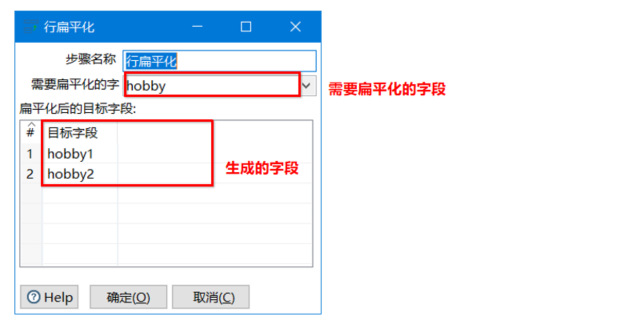 行扁平化
步骤名称 行扁平化
需要扁平化的字 hobby
需要扁平化的字段
扁平化后的目标字段:
# 目标字段
1 hobby1
2 hobby2
生成的字段
Help 确定(O) 取消(C)